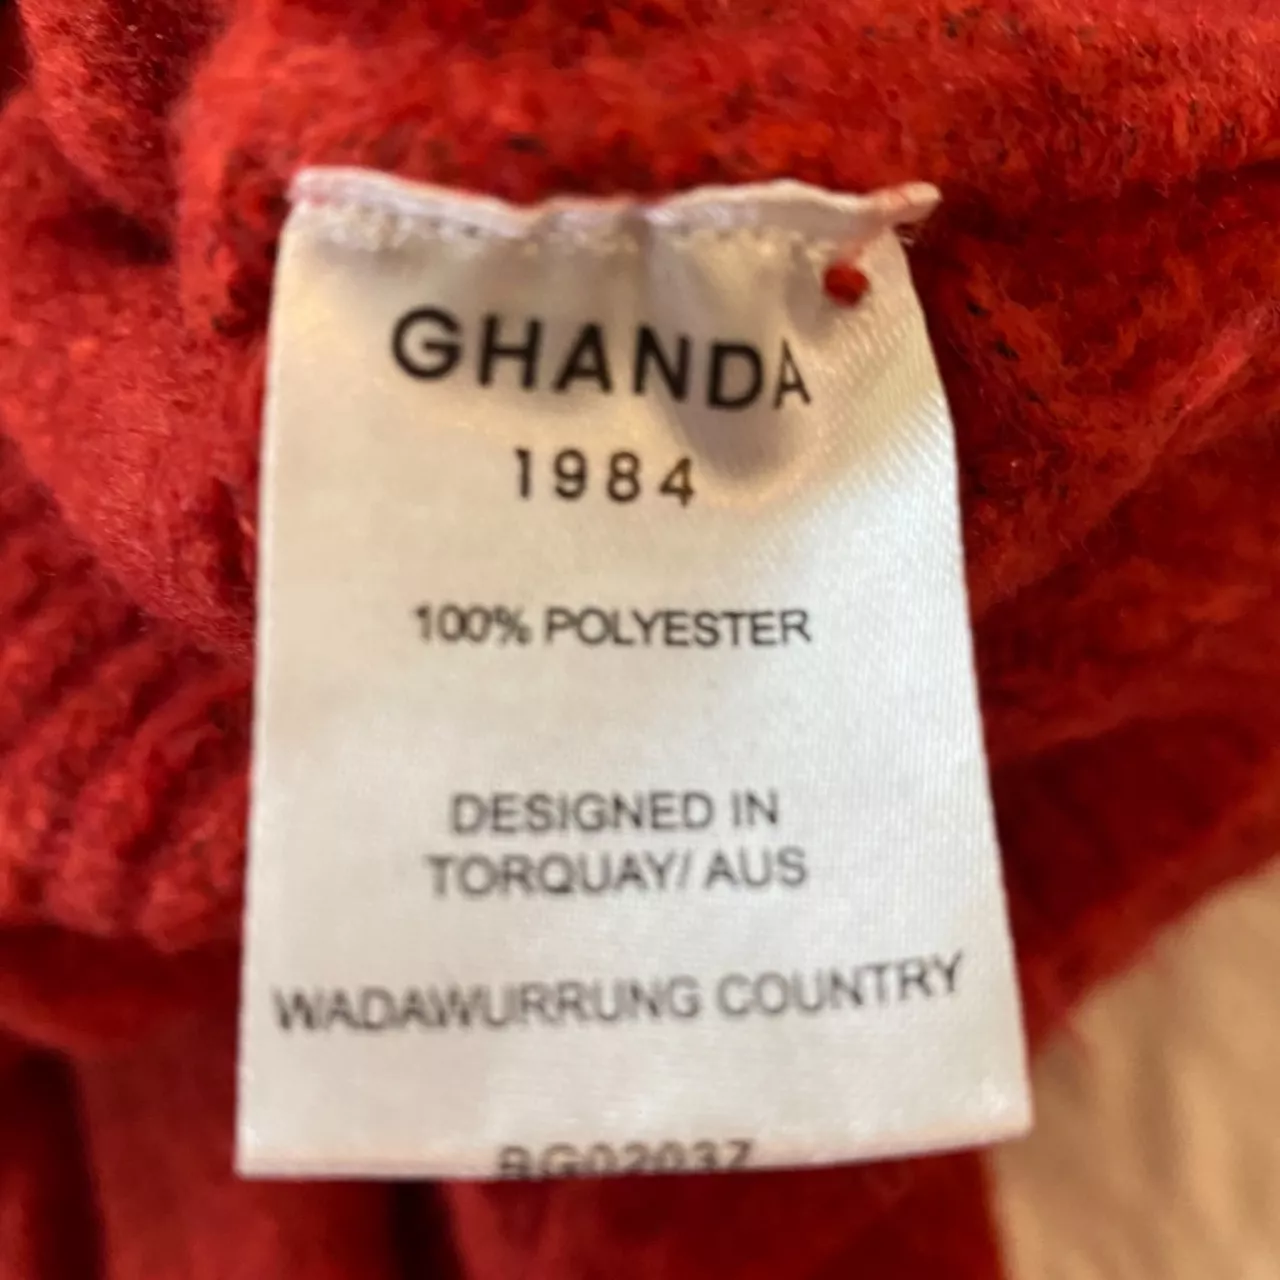 GHANDA
1984
100% POLYESTER
DESIGNED IN
TORQUAY/ AUS
WADAWURRUNG COUNTRY